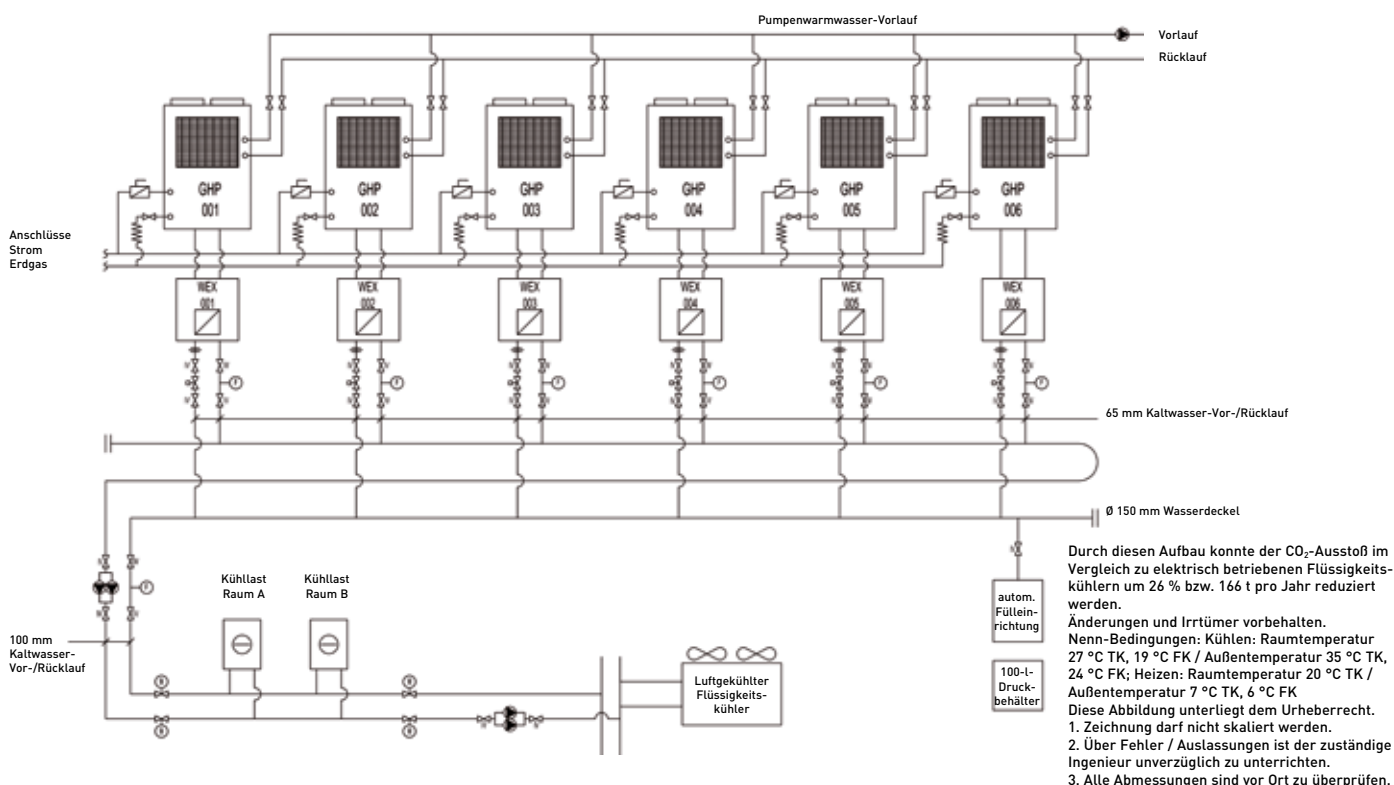 Pumpenwarmwasser-Vorlauf
Vorlauf
Rücklauf
GHP
001
GHP
002
GHP
003
GHP
004
GHP
005
GHP
006
Anschlüsse
Strom
Erdgas
WEX
001
WEX
002
WEX
003
WEX
004
WEX
005
WEX
006
65 mm Kaltwasser-Vor-/Rücklauf
Ø 150 mm Wasserdeckel
Kühllast
Raum A
Kühllast
Raum B
100 mm
Kaltwasser-
Vor-/Rücklauf
Luftgekühlter
Flüssigkeits-
kühler
autom.
Füllein-
richtung
100-l-
Druck-
behälter
Durch diesen Aufbau konnte der CO₂-Ausstoß im
Vergleich zu elektrisch betriebenen Flüssigkeits-
kühlern um 26 % bzw. 166 t pro Jahr reduziert
werden.
Änderungen und Irrtümer vorbehalten.
Nenn-Bedingungen: Kühlen: Raumtemperatur
27 °C TK, 19 °C FK / Außentemperatur 35 °C TK,
24 °C FK; Heizen: Raumtemperatur 20 °C TK /
Außentemperatur 7 °C TK, 6 °C FK
Diese Abbildung unterliegt dem Urheberrecht.
1. Zeichnung darf nicht skaliert werden.
2. Über Fehler / Auslassungen ist der zuständige
Ingenieur unverzüglich zu unterrichten.
3. Alle Abmessungen sind vor Ort zu überprüfen.